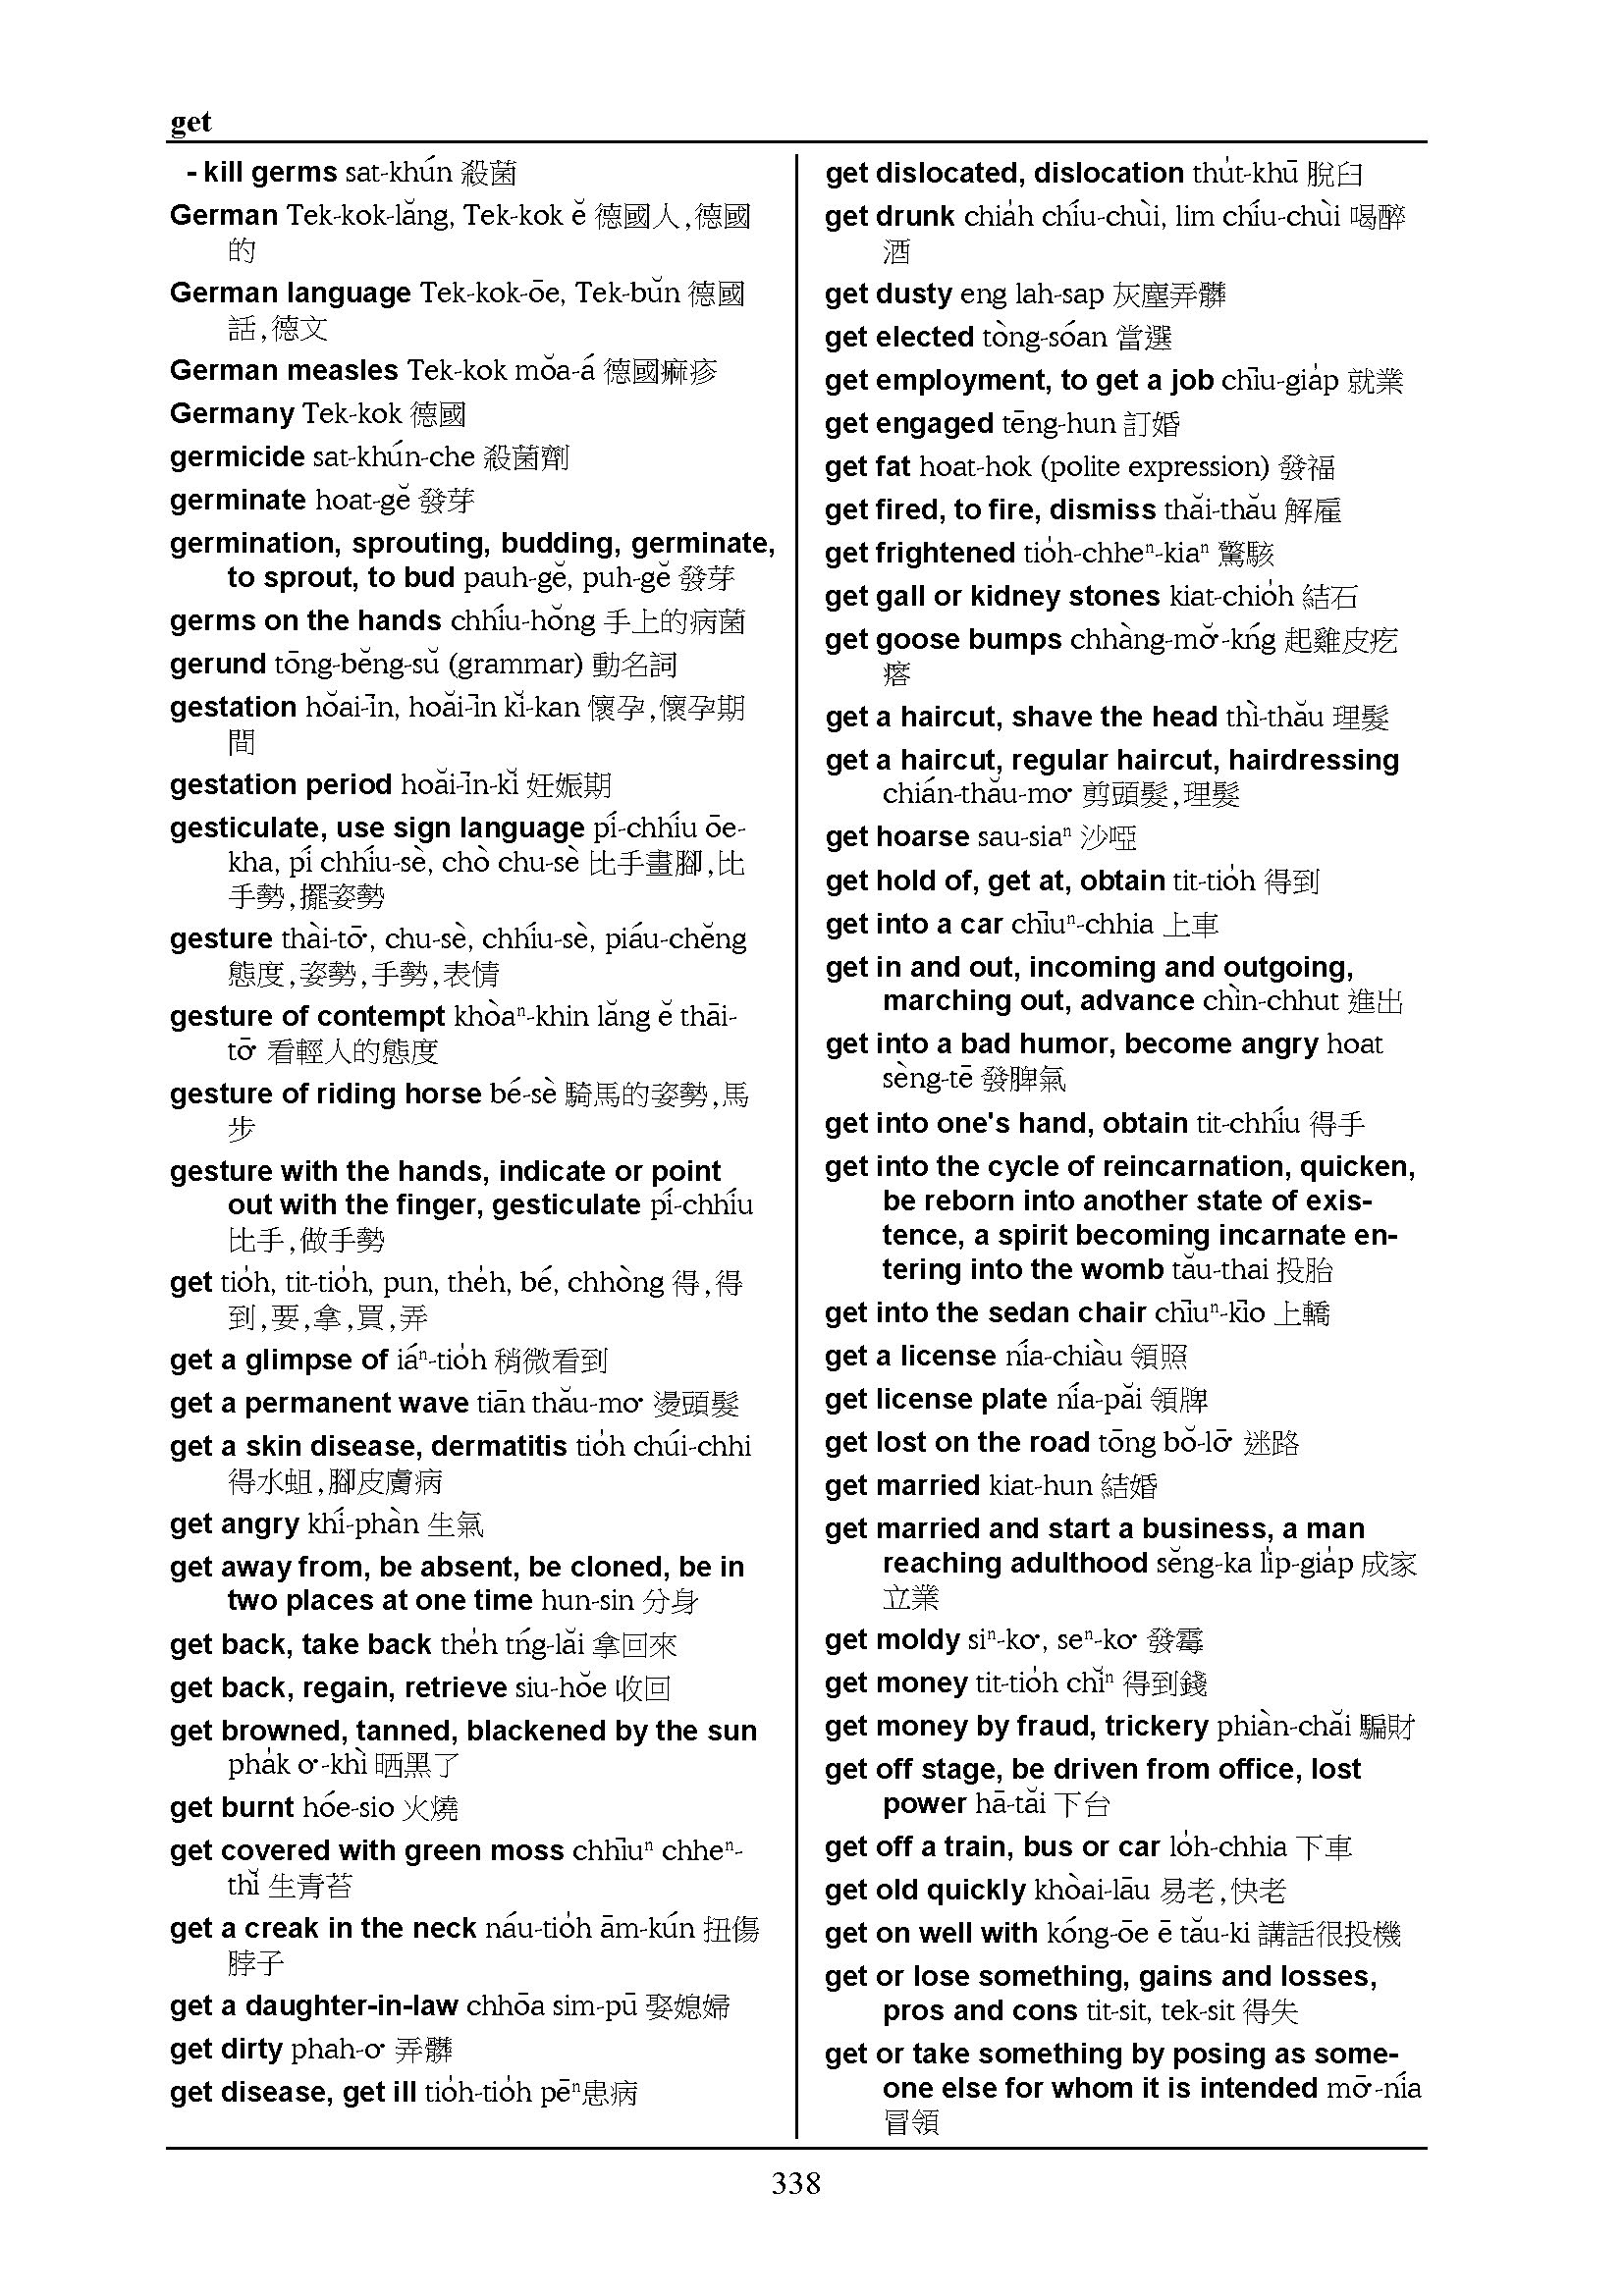 get
- kill germs sat-khún 殺菌
German Tek-kok-lăng, Tek-kok ĕ 德國人,德國
的
German language Tek-kok-ōe, Tek-bŭn 德國
話,德文
German measles Tek-kok mŏa-á 德國痲疹
Germany Tek-kok 德國
germicide sat-khún-che 殺菌劑
germinate hoat-gĕ 發芽
germination, sprouting, budding, germinate,
to sprout, to bud pauh-gĕ, puh-gĕ 發芽
germs on the hands chhíu-hŏng 手上的病菌
gerund tōng-bĕng-sŭ (grammar) 動名詞
gestation hŏai-īn, hoăi-īn kĭ-kan 懷孕,懷孕期
間
gestation period hoăi-īn-kĭ 妊娠期
gesticulate, use sign language pí-chhíu ōe-
kha, pí chhíu-sè, chò chu-sè 比手畫腳,比
手勢,擺姿勢
gesture thài-tō͘, chu-sè, chhíu-sè, piáu-chĕng
態度,姿勢,手勢,表情
gesture of contempt khòaⁿ-khin lăng ĕ thāi-
tō͘ 看輕人的態度
gesture of riding horse bé-sè 騎馬的姿勢,馬
步
gesture with the hands, indicate or point
out with the finger, gesticulate pí-chhíu
比手,做手勢
get tio̍h, tit-tio̍h, pun, the̍h, bé, chhòng 得,得
到,要,拿,買,弄
get a glimpse of iáⁿ-tio̍h 稍微看到
get a permanent wave tiān thău-mo͘ 燙頭髮
get a skin disease, dermatitis tio̍h chúi-chhi
得水蛆,腳皮膚病
get angry khí-phàn 生氣
get away from, be absent, be cloned, be in
two places at one time hun-sin 分身
get back, take back the̍h tńg-lăi 拿回來
get back, regain, retrieve siu-hŏe 收回
get browned, tanned, blackened by the sun
pha̍k o͘-khì 晒黑了
get burnt hóe-sio 火燒
get covered with green moss chhīuⁿ chheⁿ-
thĭ 生青苔
get a creak in the neck náu-tio̍h ām-kún 扭傷
脖子
get a daughter-in-law chhōa sim-pū 娶媳婦
get dirty phah-o͘ 弄髒
get disease, get ill tio̍h-tio̍h pēⁿ患病
get dislocated, dislocation thu̍t-khū 脫臼
get drunk chia̍h chíu-chùi, lim chíu-chùi 喝醉
酒
get dusty eng lah-sap 灰塵弄髒
get elected tòng-sóan 當選
get employment, to get a job chīu-gia̍p 就業
get engaged tēng-hun 訂婚
get fat hoat-hok (polite expression) 發福
get fired, to fire, dismiss thăi-thău 解雇
get frightened tio̍h-chheⁿ-kiaⁿ 驚駭
get gall or kidney stones kiat-chio̍h 結石
get goose bumps chhàng-mŏ͘-kńg 起雞皮疙
瘩
get a haircut, shave the head thì-thău 理髮
get a haircut, regular haircut, hairdressing
chián-thău-mo͘ 剪頭髮,理髮
get hoarse sau-siaⁿ 沙啞
get hold of, get at, obtain tit-tio̍h 得到
get into a car chīuⁿ-chhia 上車
get in and out, incoming and outgoing,
marching out, advance chìn-chhut 進出
get into a bad humor, become angry hoat
sèng-tē 發脾氣
get into one's hand, obtain tit-chhíu 得手
get into the cycle of reincarnation, quicken,
be reborn into another state of exis-
tence, a spirit becoming incarnate en-
tering into the womb tău-thai 投胎
get into the sedan chair chīuⁿ-kīo 上轎
get a license nía-chiàu 領照
get license plate nía-păi 領牌
get lost on the road tōng bŏ-lō͘ 迷路
get married kiat-hun 結婚
get married and start a business, a man
reaching adulthood sĕng-ka li̍p-gia̍p 成家
立業
get moldy siⁿ-ko͘, seⁿ-ko͘ 發霉
get money tit-tio̍h chĭⁿ 得到錢
get money by fraud, trickery phiàn-chăi 騙財
get off stage, be driven from office, lost
power hā-tăi 下台
get off a train, bus or car lo̍h-chhia 下車
get old quickly khòai-lāu 易老,快老
get on well with kóng-ōe ē tău-ki 講話很投機
get or lose something, gains and losses,
pros and cons tit-sit, tek-sit 得失
get or take something by posing as some-
one else for whom it is intended mō͘-nía
冒領
338